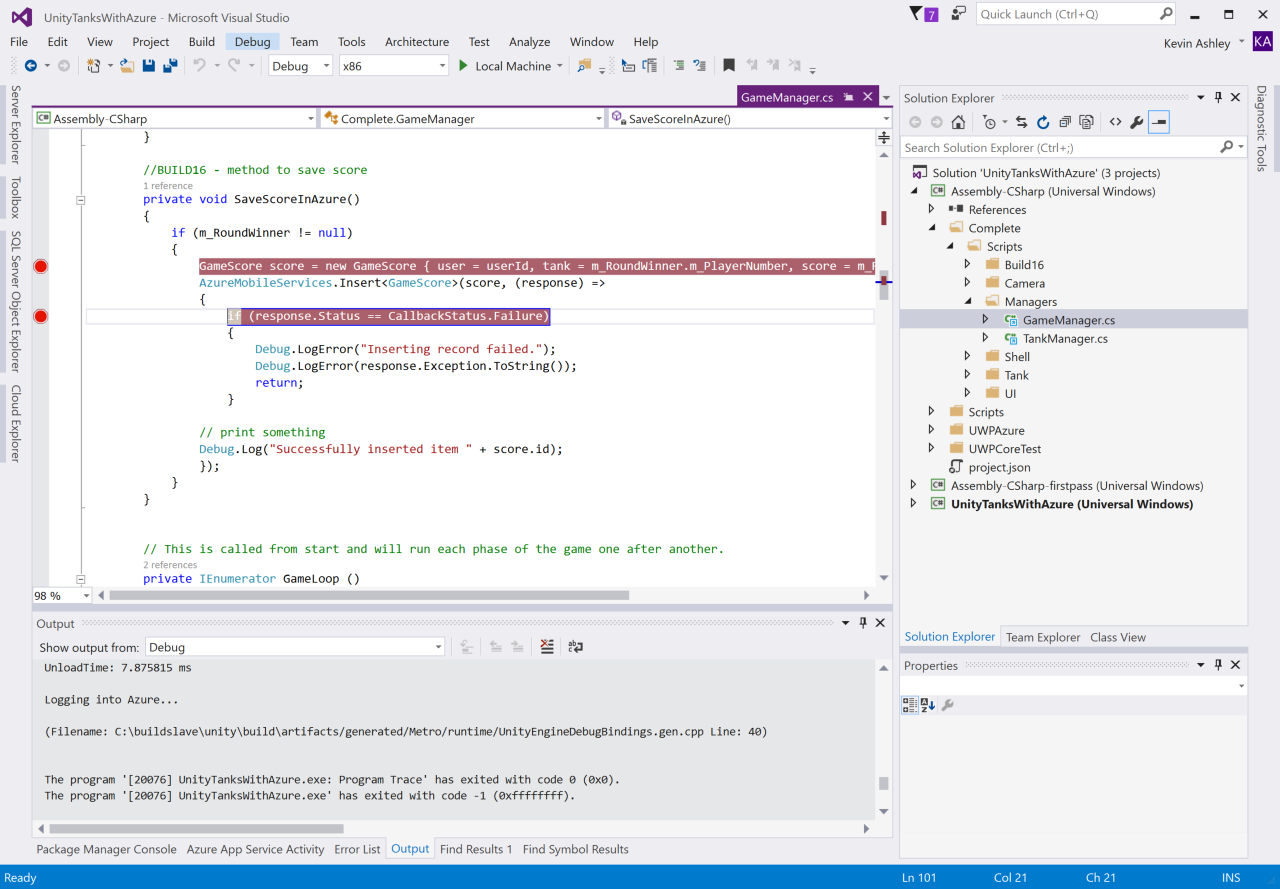 UnityTanksWithAzure - Microsoft Visual Studio
7
Quick Launch (Ctrl+Q)
File Edit View Project Build Debug Team Tools Architecture Test Analyze Window Help
Kevin Ashley
KA
Debug x86 Local Machine
Server Explorer
Toolbox
SQL Server Object Explorer
Cloud Explorer
GameManager.cs
Assembly-CSharp Complete.GameManager SaveScoreInAzure()
}
//BUILD16 - method to save score
1 reference
private void SaveScoreInAzure()
{
if (m_RoundWinner != null)
{
GameScore score = new GameScore { user = userId, tank = m_RoundWinner.m_PlayerNumber, score = m_
AzureMobileServices.Insert<GameScore>(score, (response) =>
{
if (response.Status == CallbackStatus.Failure)
{
Debug.LogError("Inserting record failed.");
Debug.LogError(response.Exception.ToString());
return;
}
// print something
Debug.Log("Successfully inserted item " + score.id);
});
}
}
// This is called from start and will run each phase of the game one after another.
2 references
private IEnumerator GameLoop ()
98 %
Output
Show output from: Debug
UnloadTime: 7.875815 ms
Logging into Azure...
(Filename: C:\buildslave\unity\build\artifacts/generated/Metro/runtime/UnityEngineDebugBindings.gen.cpp Line: 40)
The program '[20076] UnityTanksWithAzure.exe: Program Trace' has exited with code 0 (0x0).
The program '[20076] UnityTanksWithAzure.exe' has exited with code -1 (0xffffffff).
Package Manager Console Azure App Service Activity Error List Output Find Results 1 Find Symbol Results
Solution Explorer
Search Solution Explorer (Ctrl+;)
Solution 'UnityTanksWithAzure' (3 projects)
C# Assembly-CSharp (Universal Windows)
References
Complete
Scripts
Build16
Camera
Managers
GameManager.cs
TankManager.cs
Shell
Tank
UI
Scripts
UWPAzure
UWPCoreTest
project.json
C# Assembly-CSharp-firstpass (Universal Windows)
C# UnityTanksWithAzure (Universal Windows)
Solution Explorer Team Explorer Class View
Properties
Diagnostic Tools
Ready Ln 101 Col 21 Ch 21 INS